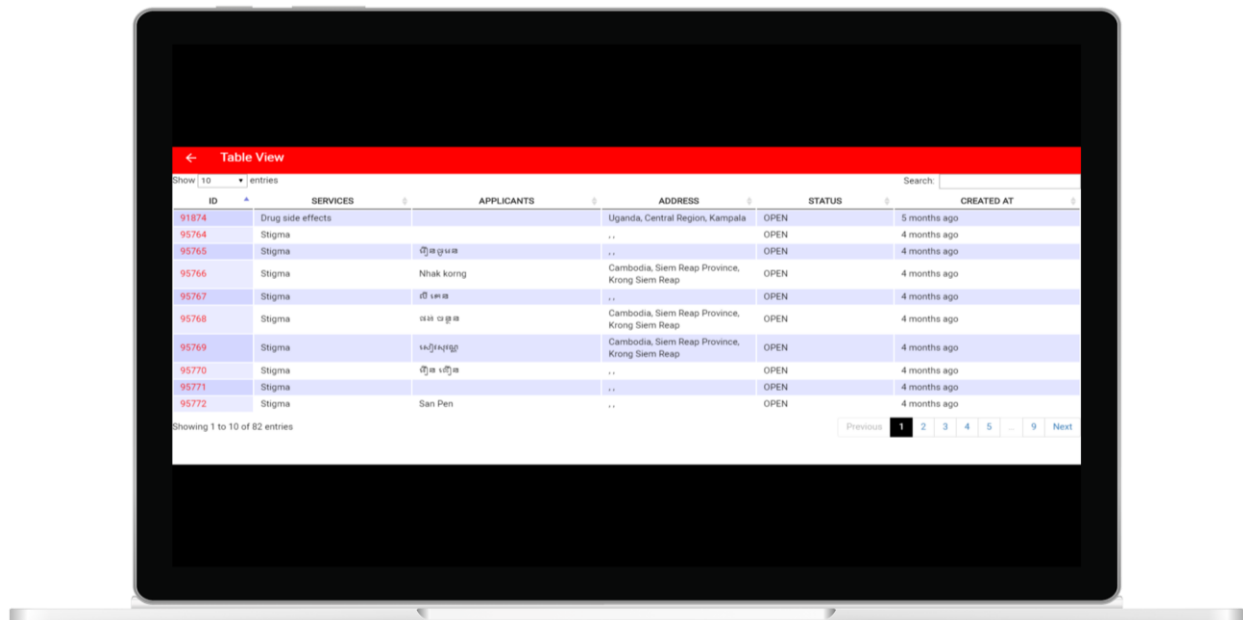 ← Table View
Show 10 entries Search:
ID SERVICES APPLICANTS ADDRESS STATUS CREATED AT
91874 Drug side effects Uganda, Central Region, Kampala OPEN 5 months ago
95764 Stigma , , OPEN 4 months ago
95765 Stigma , , OPEN 4 months ago
95766 Stigma Nhak korng Cambodia, Siem Reap Province,
Krong Siem Reap OPEN 4 months ago
95767 Stigma , , OPEN 4 months ago
95768 Stigma Cambodia, Siem Reap Province,
Krong Siem Reap OPEN 4 months ago
95769 Stigma Cambodia, Siem Reap Province,
Krong Siem Reap OPEN 4 months ago
95770 Stigma , , OPEN 4 months ago
95771 Stigma , , OPEN 4 months ago
95772 Stigma San Pen , , OPEN 4 months ago
Showing 1 to 10 of 82 entries Previous 1 2 3 4 5 … 9 Next